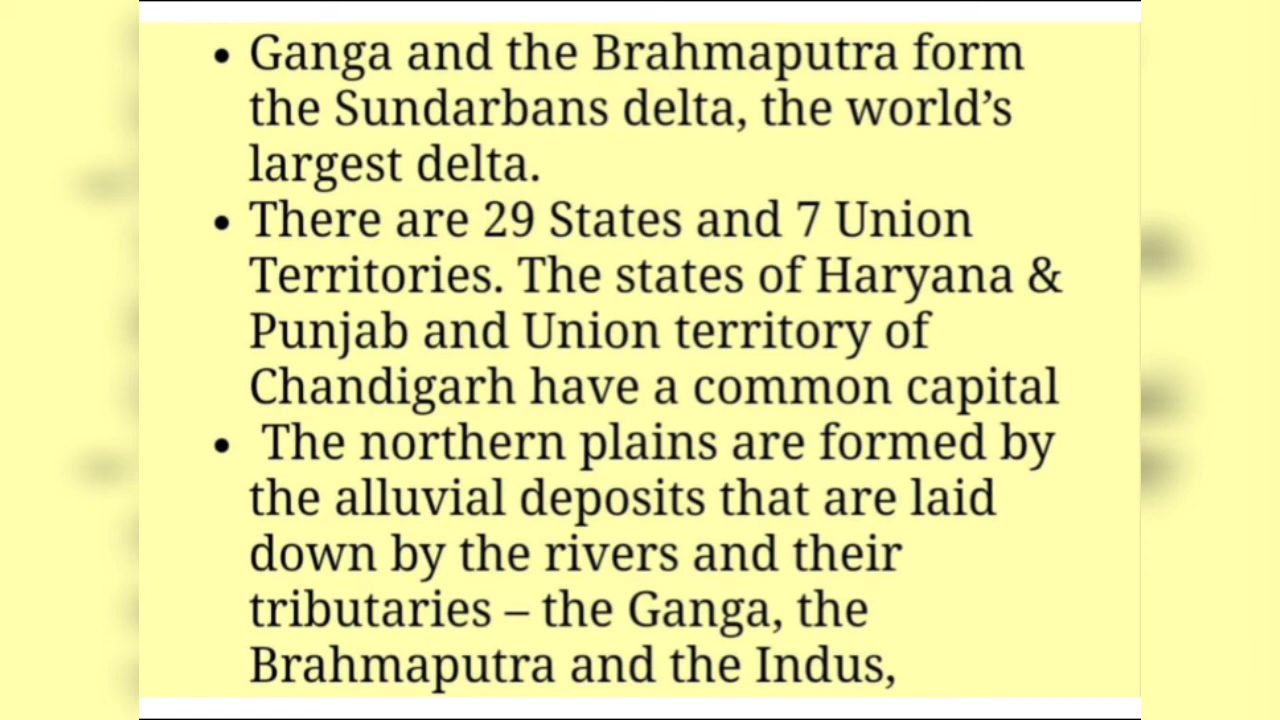 • Ganga and the Brahmaputra form
the Sundarbans delta, the world’s
largest delta.
• There are 29 States and 7 Union
Territories. The states of Haryana &
Punjab and Union territory of
Chandigarh have a common capital
• The northern plains are formed by
the alluvial deposits that are laid
down by the rivers and their
tributaries – the Ganga, the
Brahmaputra and the Indus,